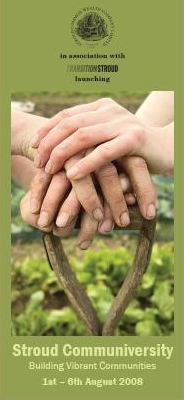 in association with
TRANSITIONSTROUD
launching
Stroud Communiversity
Building Vibrant Communities
1st – 6th August 2008